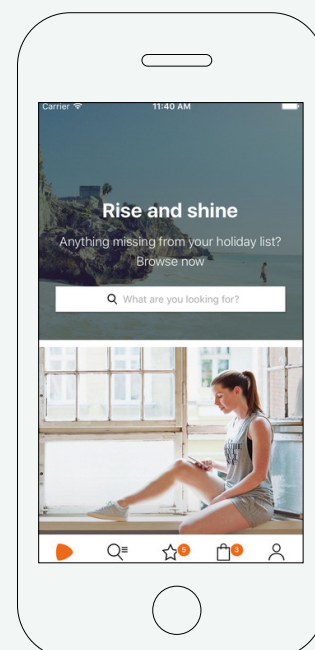 Carrier 11:40 AM
Rise and shine
Anything missing from your holiday list?
Browse now
What are you looking for?
5 3